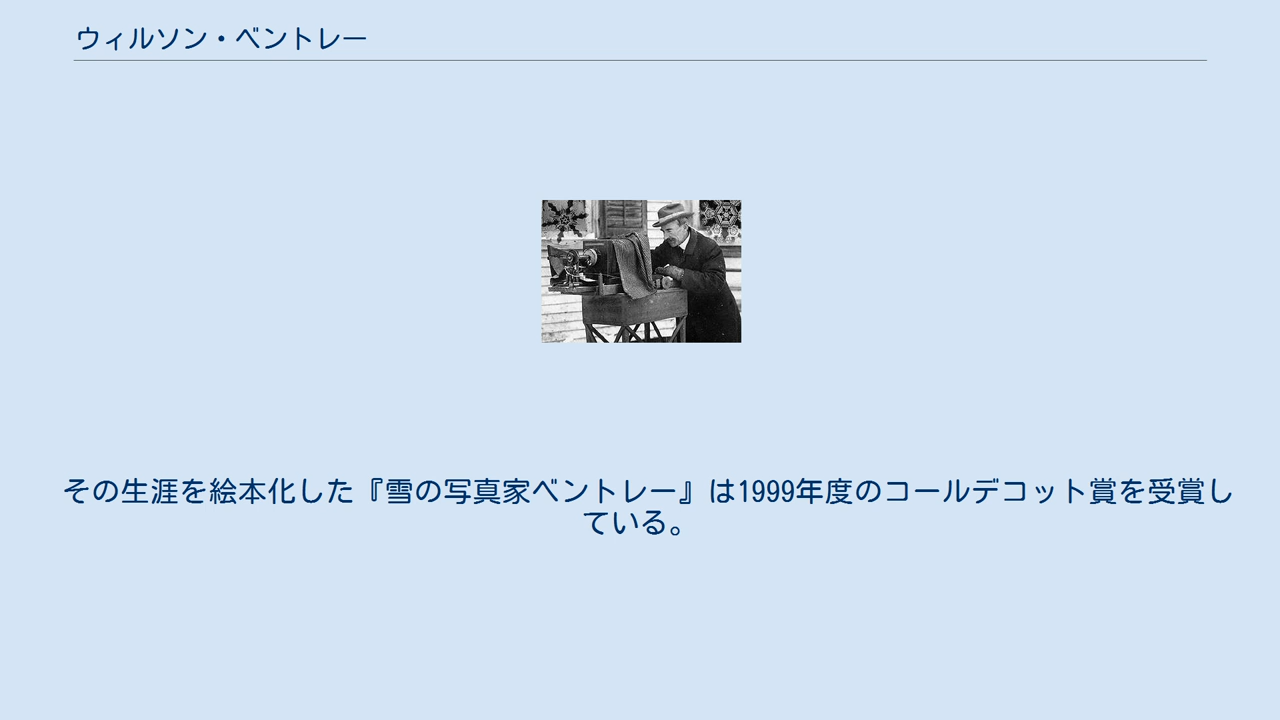 ウィルソン・ベントレー
その生涯を絵本化した『雪の写真家ベントレー』は1999年度のコールデコット賞を受賞し
ている。